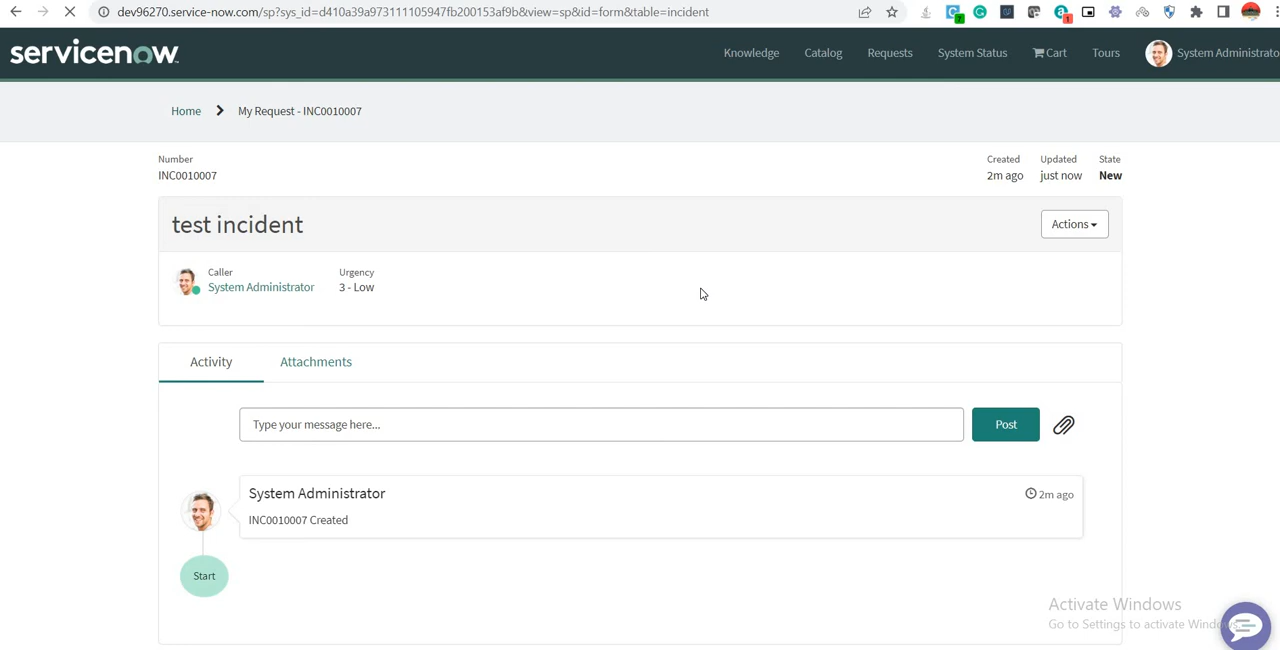 dev96270.service-now.com/sp?sys_id=d410a39a973111105947fb200153af9b&view=sp&id=form&table=incident
servicenow
Knowledge Catalog Requests System Status Cart Tours System Administrato
Home > My Request - INC0010007
Number
INC0010007
Created Updated State
2m ago just now New
test incident
Actions
Caller
System Administrator
Urgency
3 - Low
Activity Attachments
Type your message here...
Post
System Administrator
2m ago
INC0010007 Created
Start
Activate Windows
Go to Settings to activate Windows